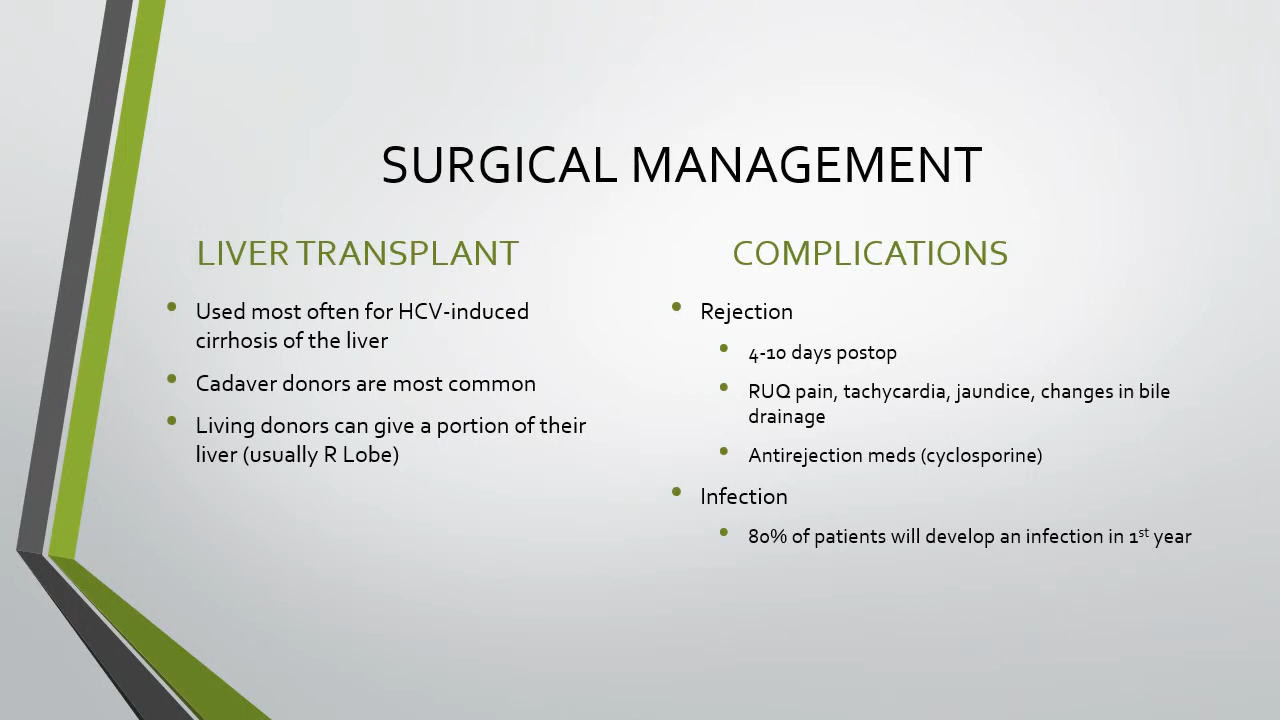 SURGICAL MANAGEMENT
LIVER TRANSPLANT
Used most often for HCV-induced
cirrhosis of the liver
Cadaver donors are most common
Living donors can give a portion of their
liver (usually R Lobe)
COMPLICATIONS
Rejection
4-10 days postop
RUQ pain, tachycardia, jaundice, changes in bile
drainage
Antirejection meds (cyclosporine)
Infection
80% of patients will develop an infection in 1st year